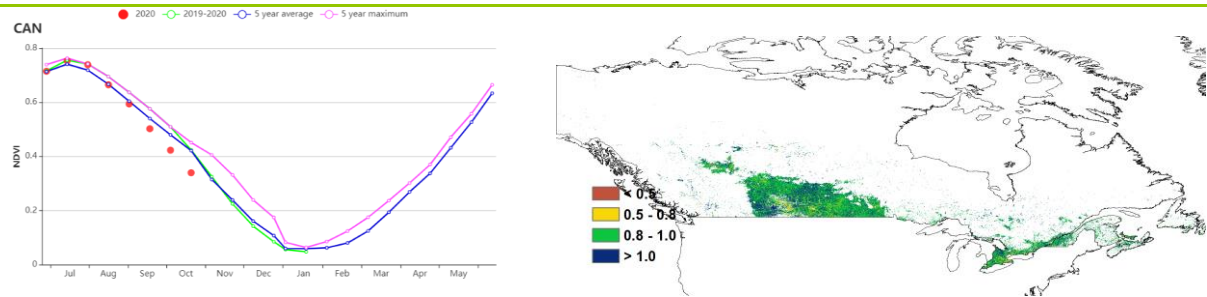 2020 2019-2020 5 year average 5 year maximum
CAN
0.8
0.6
0.4
0.2
0
NDVI
Jul Aug Sep Oct Nov Dec Jan Feb Mar Apr May
< 0.5
0.5 - 0.8
0.8 - 1.0
> 1.0